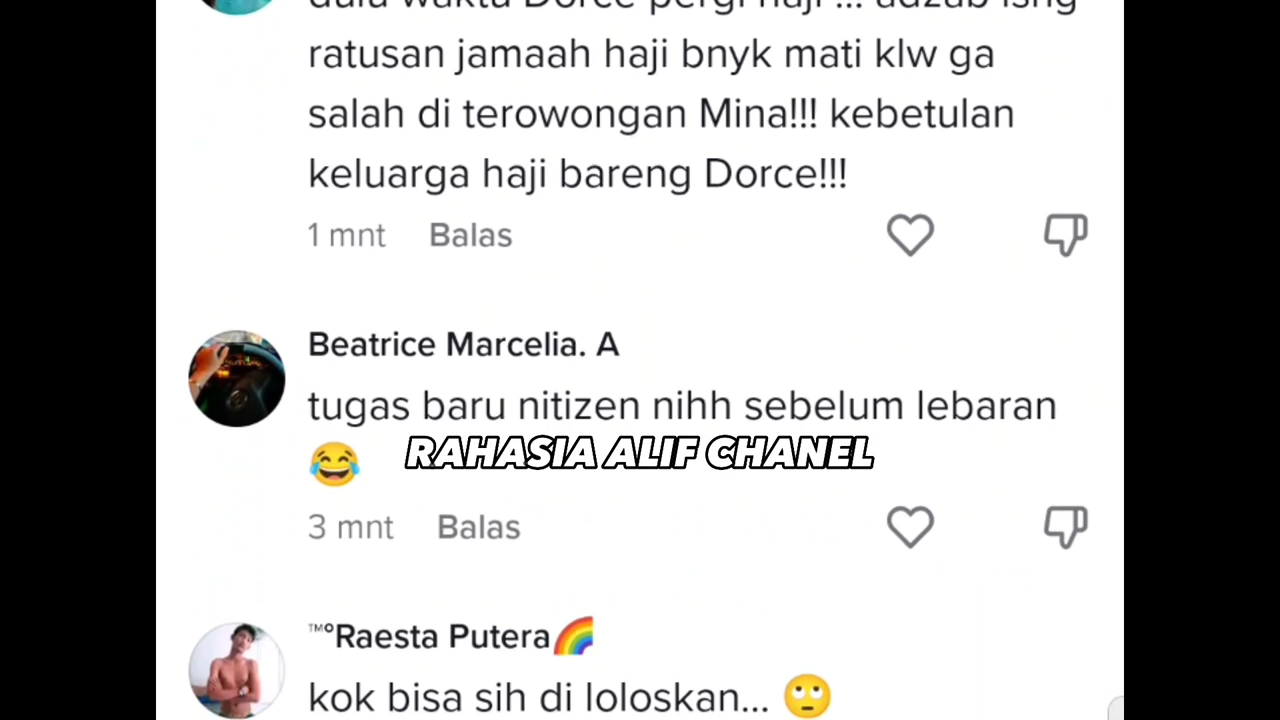 dulu waktu Dorce pergi haji ... adzab isng
ratusan jamaah haji bnyk mati klw ga
salah di terowongan Mina!!! kebetulan
keluarga haji bareng Dorce!!!
1 mnt Balas
Beatrice Marcelia. A
tugas baru nitizen nihh sebelum lebaran
😂 RAHASIA ALIF CHANEL
3 mnt Balas
™°Raesta Putera🌈
kok bisa sih di loloskan... 🙄